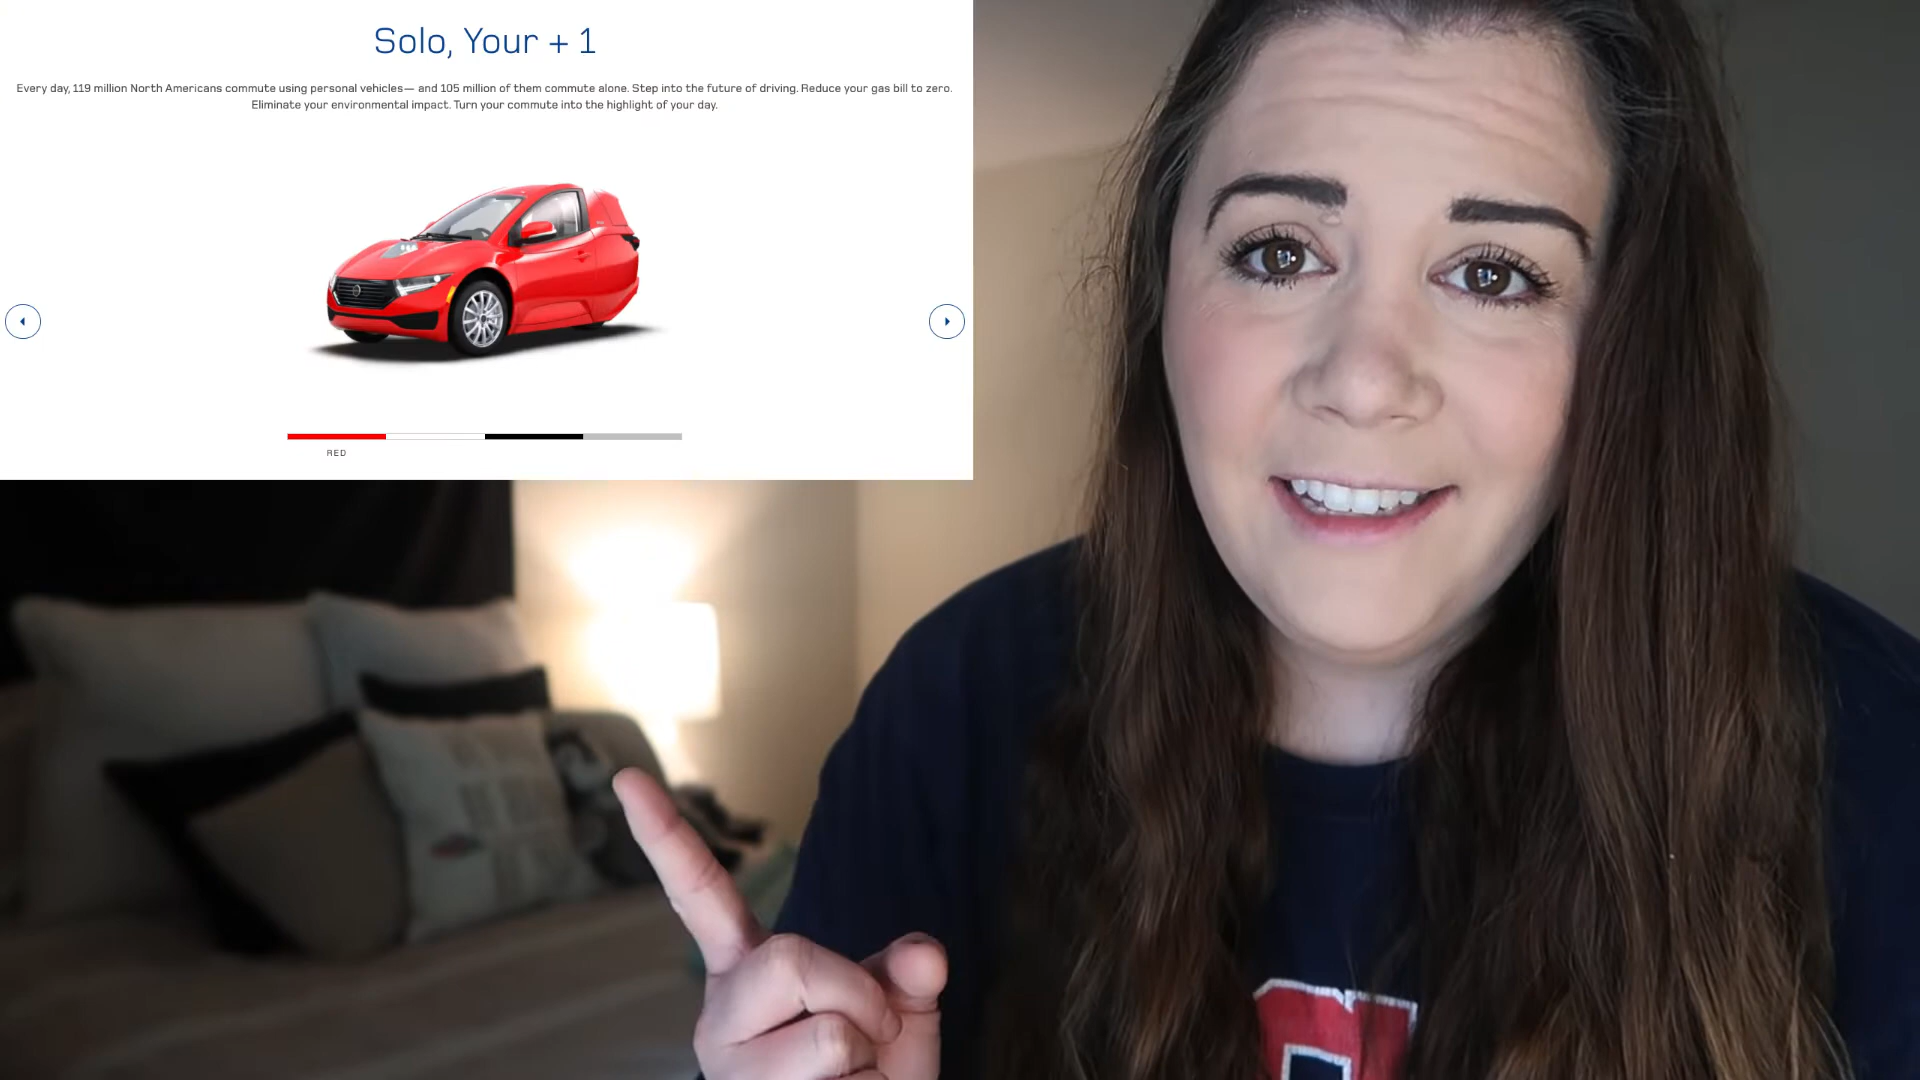 Solo, Your + 1
Every day, 119 million North Americans commute using personal vehicles— and 105 million of them commute alone. Step into the future of driving. Reduce your gas bill to zero.
Eliminate your environmental impact. Turn your commute into the highlight of your day.
RED